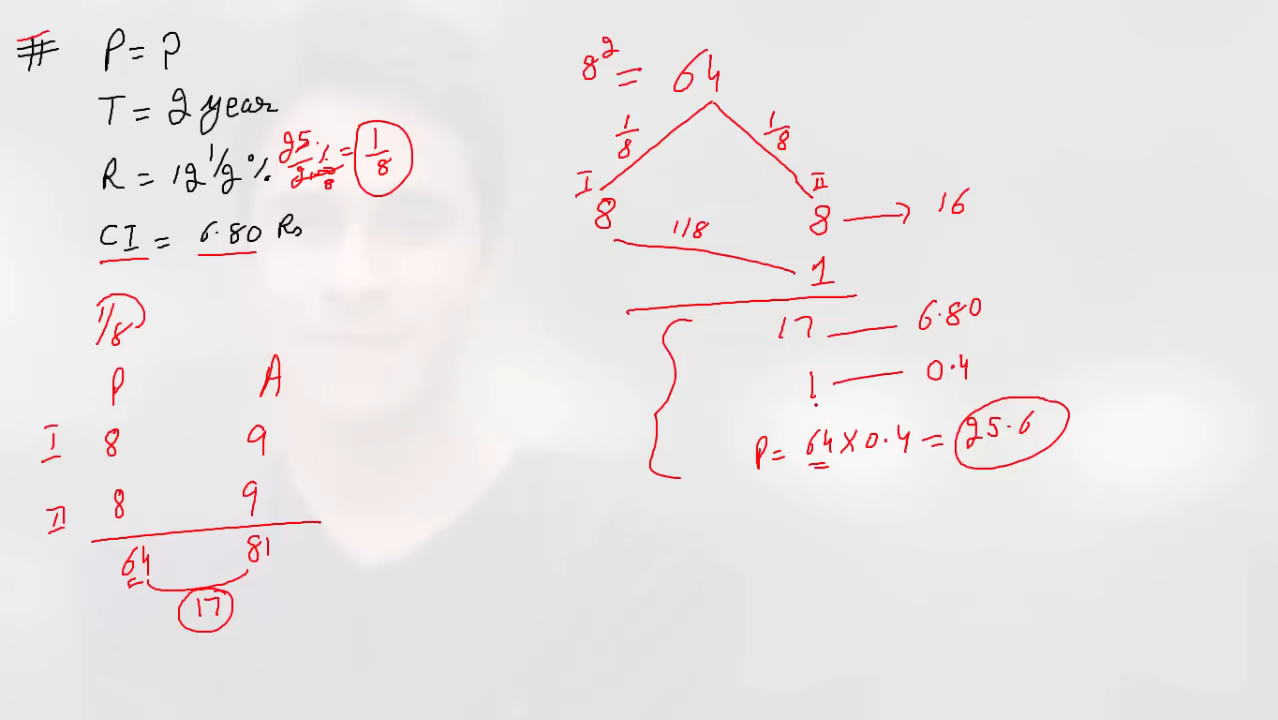 # P = ?
T = 2 year
R = 12 1/2 % 25/2×100 % = 1/8
CI = 6.80 Rs
1/8
P A
I 8 9
II 8 9
64 81
17
8² = 64
1/8 1/8
I II
8 8 → 16
1/8 1
17 — 6.80
1 — 0.4
P = 64 × 0.4 = 25.6